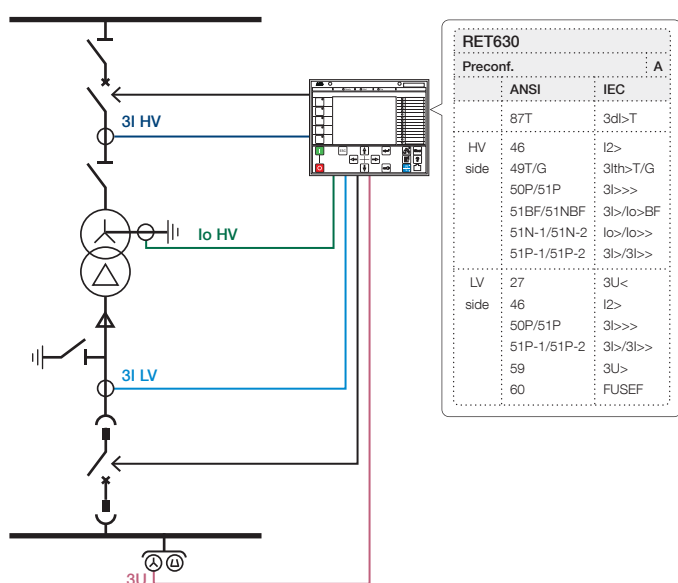 RET630
Preconf. A
ANSI IEC
87T 3dI>T
HV 46 I2>
side 49T/G 3Ith>T/G
50P/51P 3I>>>
51BF/51NBF 3I>/Io>BF
51N-1/51N-2 Io>/Io>>
51P-1/51P-2 3I>/3I>>
LV 27 3U<
side 46 I2>
50P/51P 3I>>>
51P-1/51P-2 3I>/3I>>
59 3U>
60 FUSEF
ABB
3I HV
ESC
Io HV
3I LV
3U